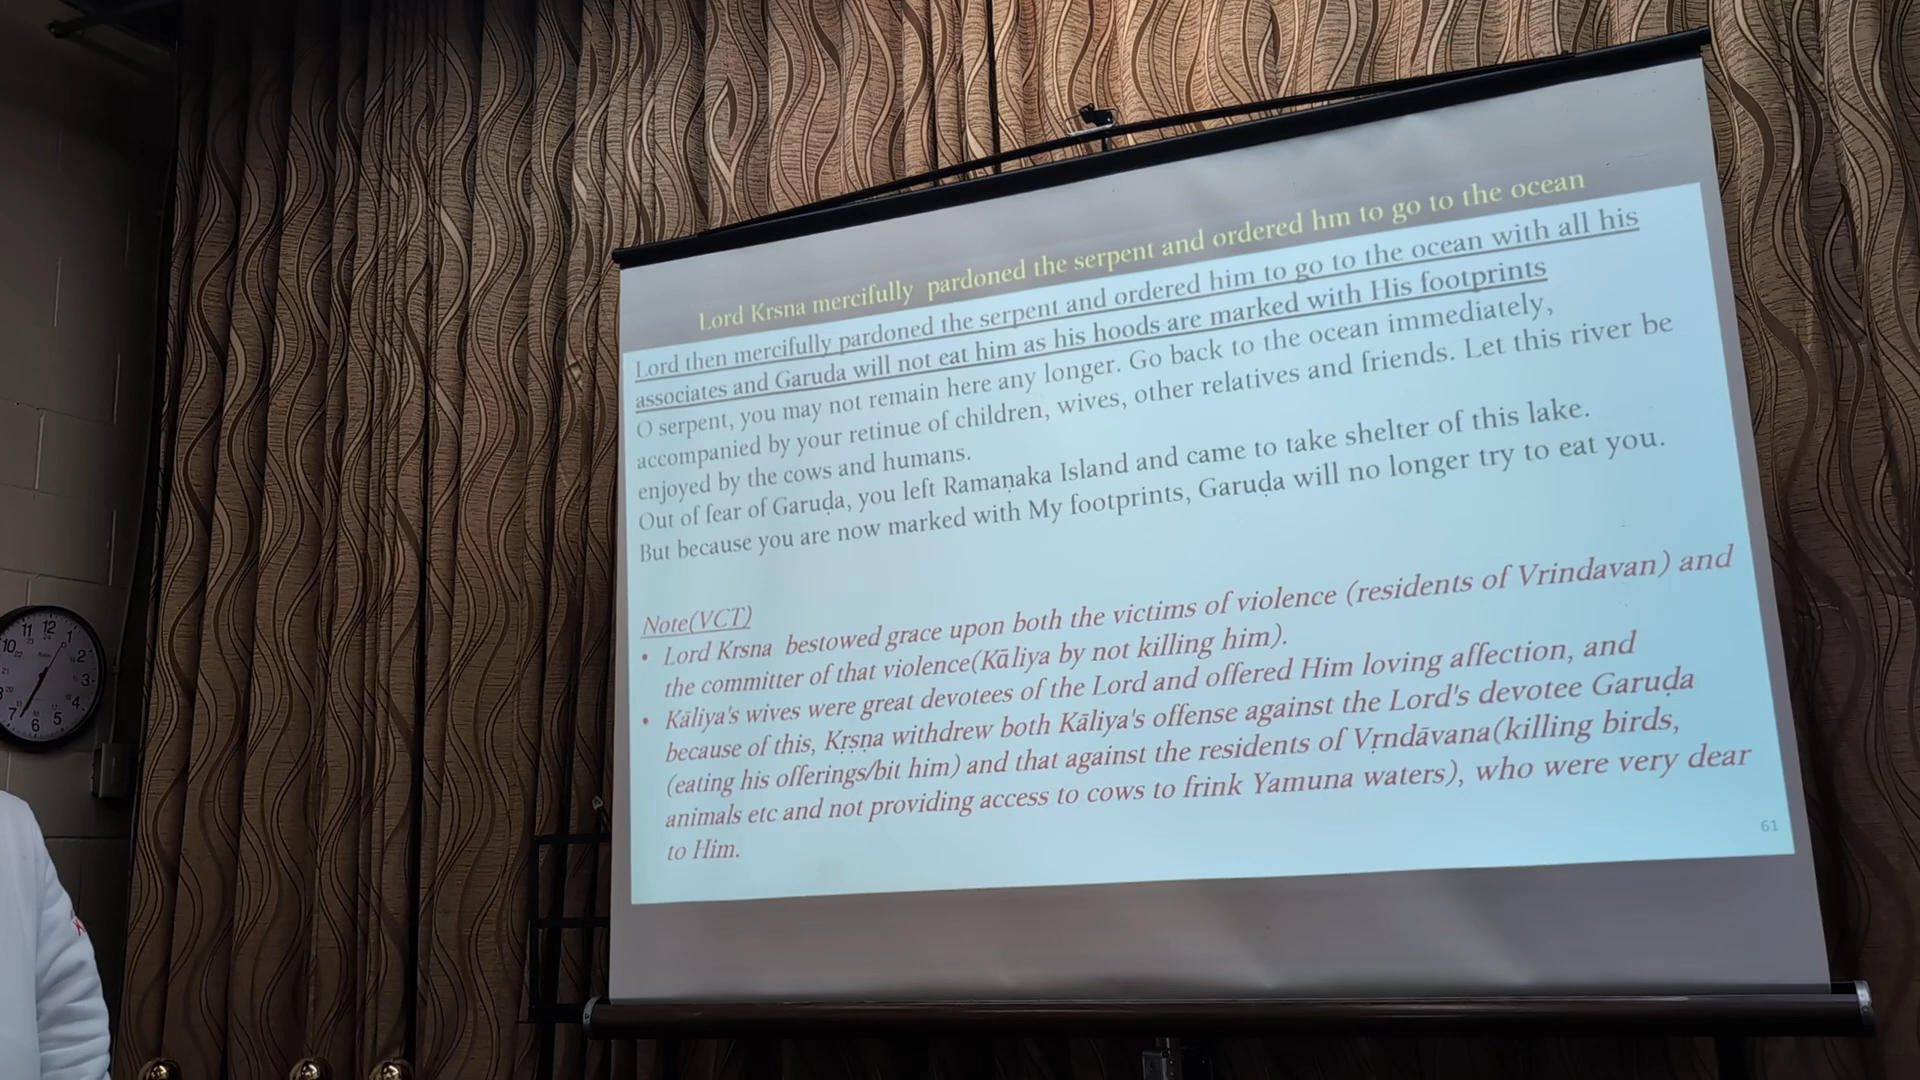 Lord Krsna mercifully pardoned the serpent and ordered hm to go to the ocean
Lord then mercifully pardoned the serpent and ordered him to go to the ocean with all his
associates and Garuda will not eat him as his hoods are marked with His footprints
O serpent, you may not remain here any longer. Go back to the ocean immediately,
accompanied by your retinue of children, wives, other relatives and friends. Let this river be
enjoyed by the cows and humans.
Out of fear of Garuḍa, you left Ramaṇaka Island and came to take shelter of this lake.
But because you are now marked with My footprints, Garuḍa will no longer try to eat you.
Note(VCT)
• Lord Krsna bestowed grace upon both the victims of violence (residents of Vrindavan) and
the committer of that violence(Kāliya by not killing him).
• Kāliya's wives were great devotees of the Lord and offered Him loving affection, and
because of this, Kṛṣṇa withdrew both Kāliya's offense against the Lord's devotee Garuḍa
(eating his offerings/bit him) and that against the residents of Vṛndāvana(killing birds,
animals etc and not providing access to cows to frink Yamuna waters), who were very dear
to Him.
61
11 12 1
10 2
3
4
7 6 5